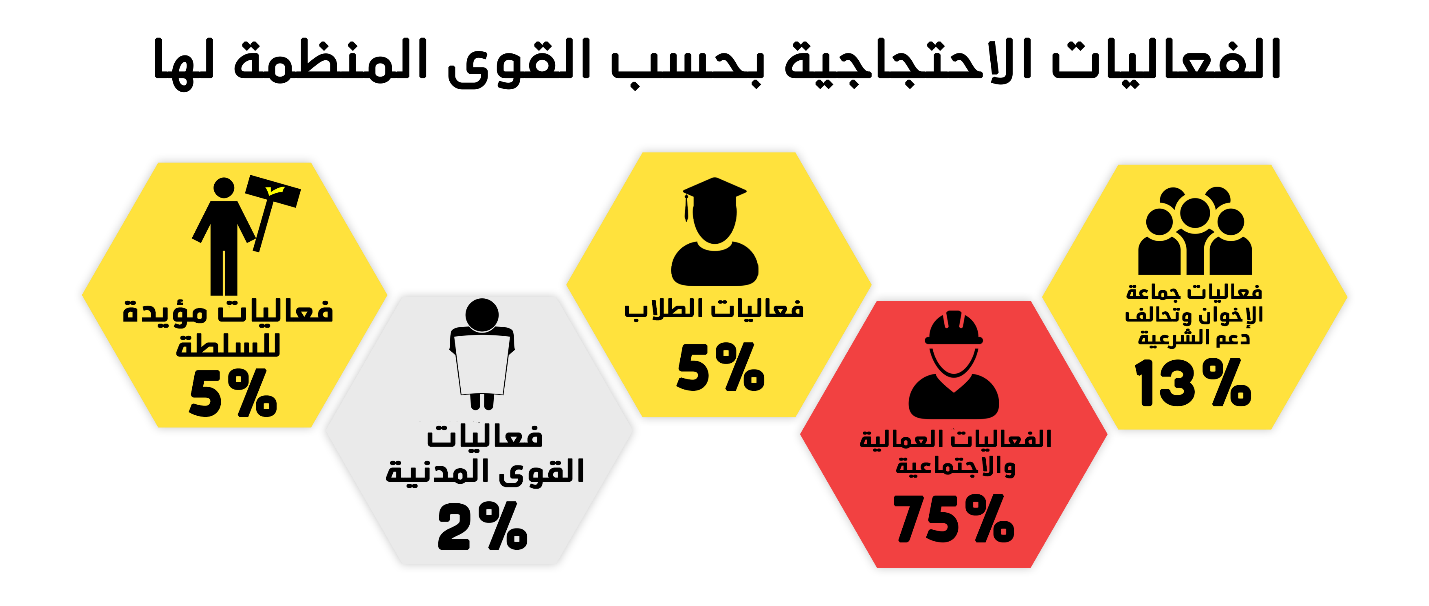 الفعاليات الاحتجاجية بحسب القوى المنظمة لها
فعاليات جماعة
الإخوان وتحالف
دعم الشرعية
13%
الفعاليات العمالية
والاجتماعية
75%
فعاليات الطلاب
5%
فعاليات
القوى المدنية
2%
فعاليات مؤيدة
للسلطة
5%